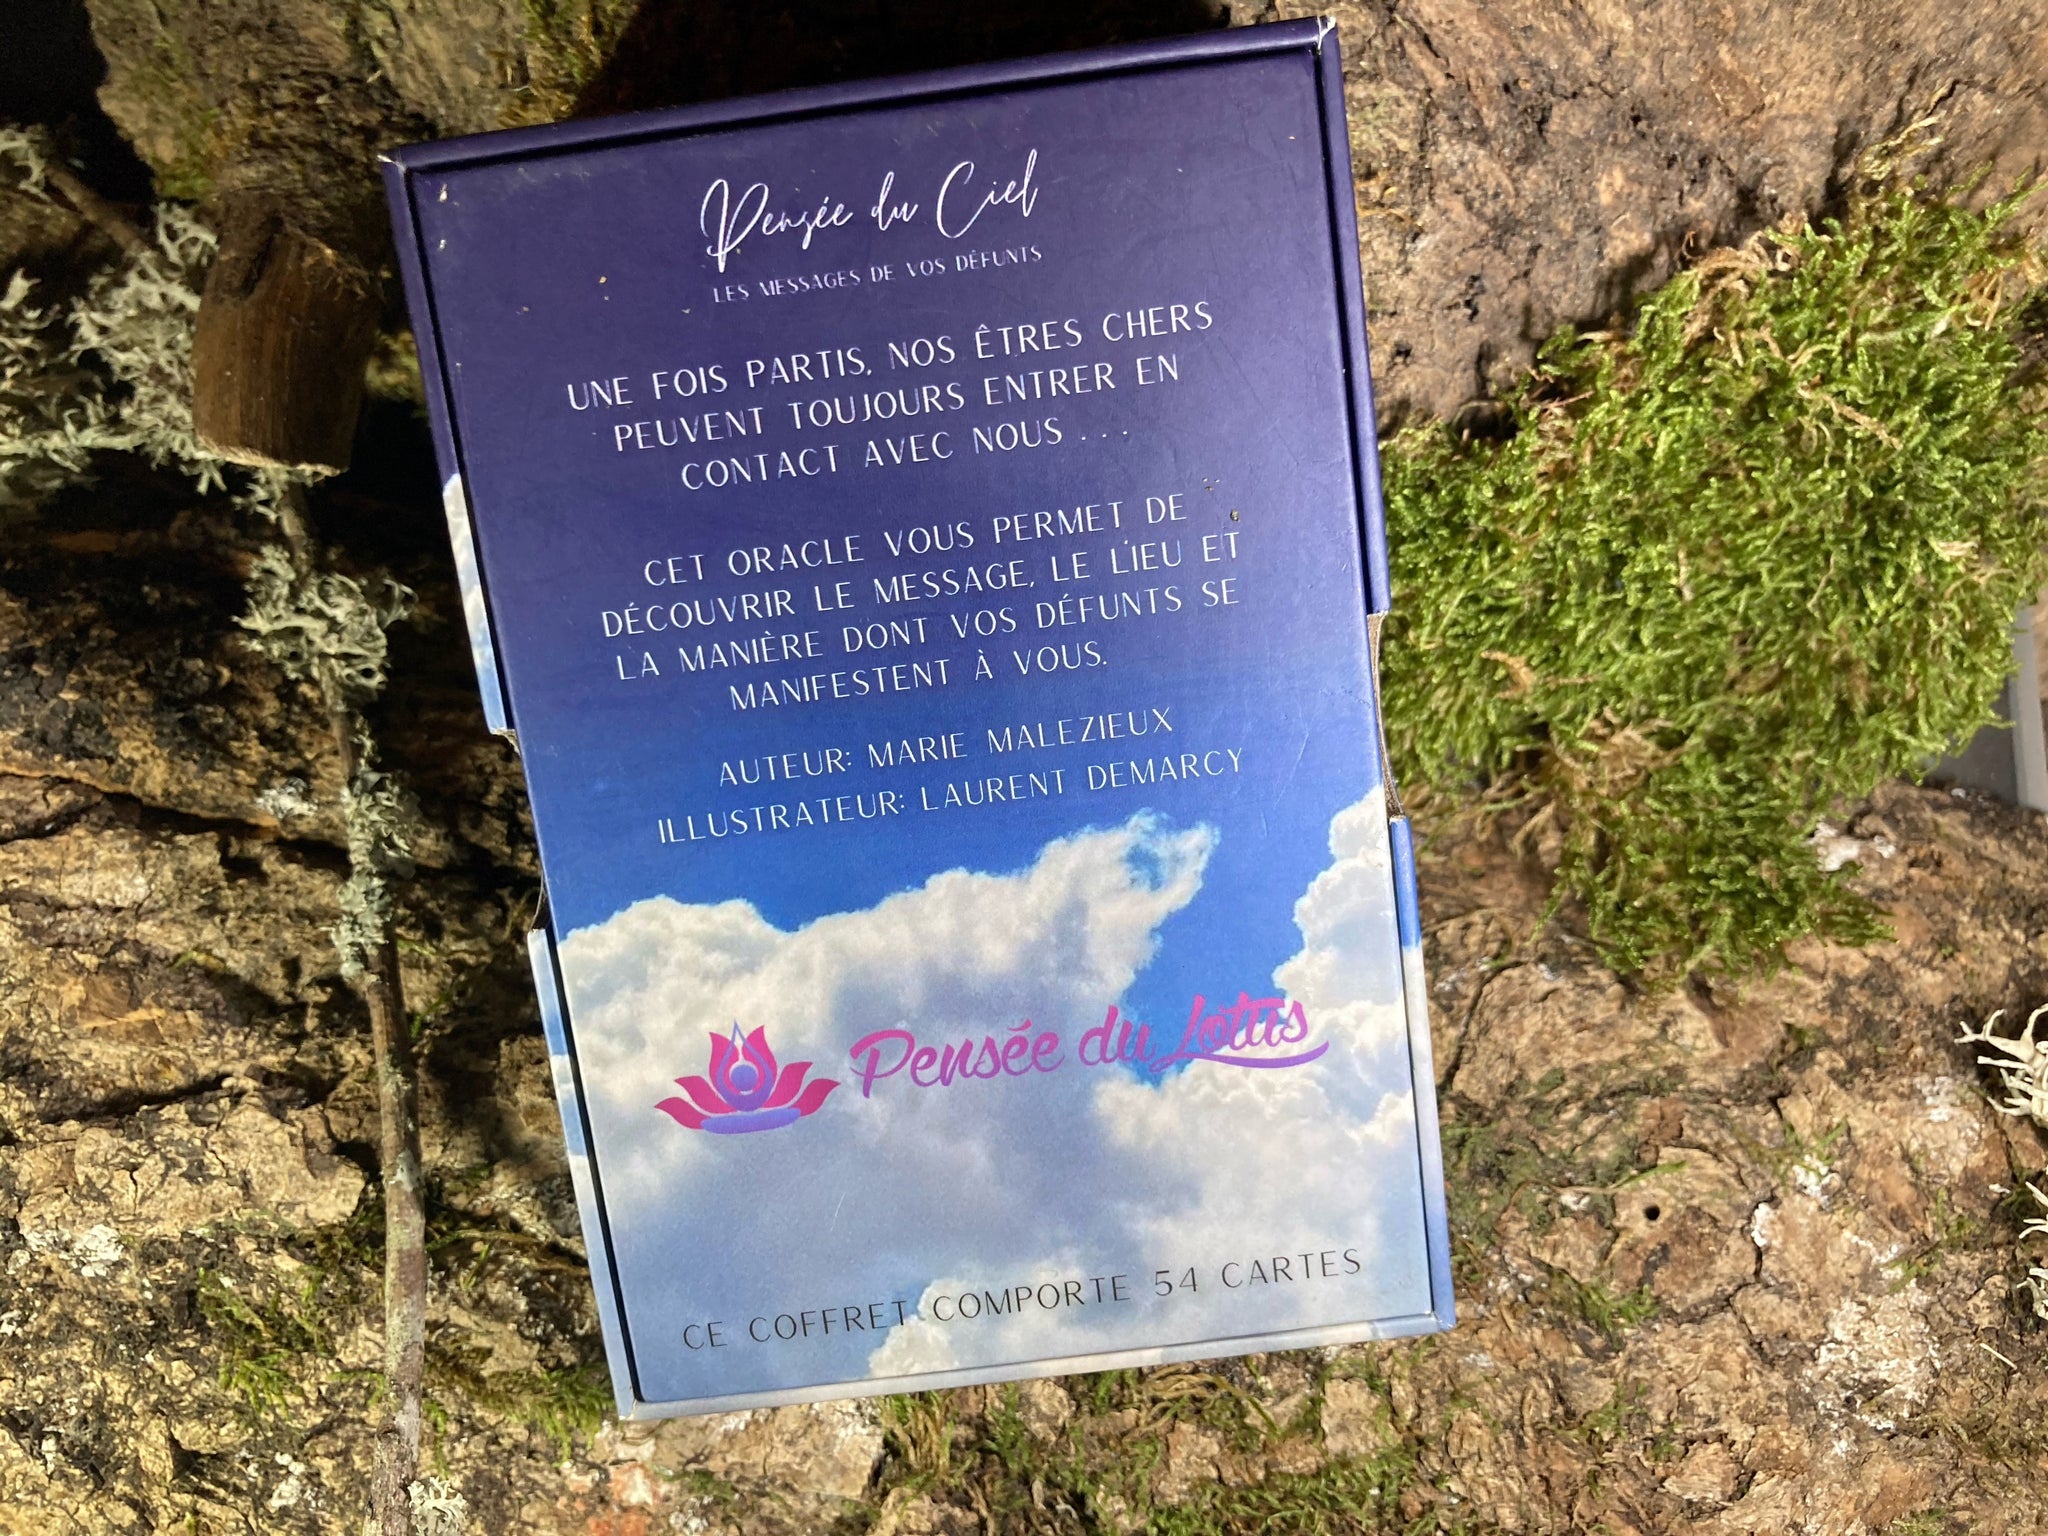 Pensée du Ciel
LES MESSAGES DE VOS DÉFUNTS
UNE FOIS PARTIS, NOS ÊTRES CHERS
PEUVENT TOUJOURS ENTRER EN
CONTACT AVEC NOUS . . .
CET ORACLE VOUS PERMET DE
DÉCOUVRIR LE MESSAGE, LE LIEU ET
LA MANIÈRE DONT VOS DÉFUNTS SE
MANIFESTENT À VOUS.
AUTEUR: MARIE MALEZIEUX
ILLUSTRATEUR: LAURENT DEMARCY
Pensée du Lotus
CE COFFRET COMPORTE 54 CARTES